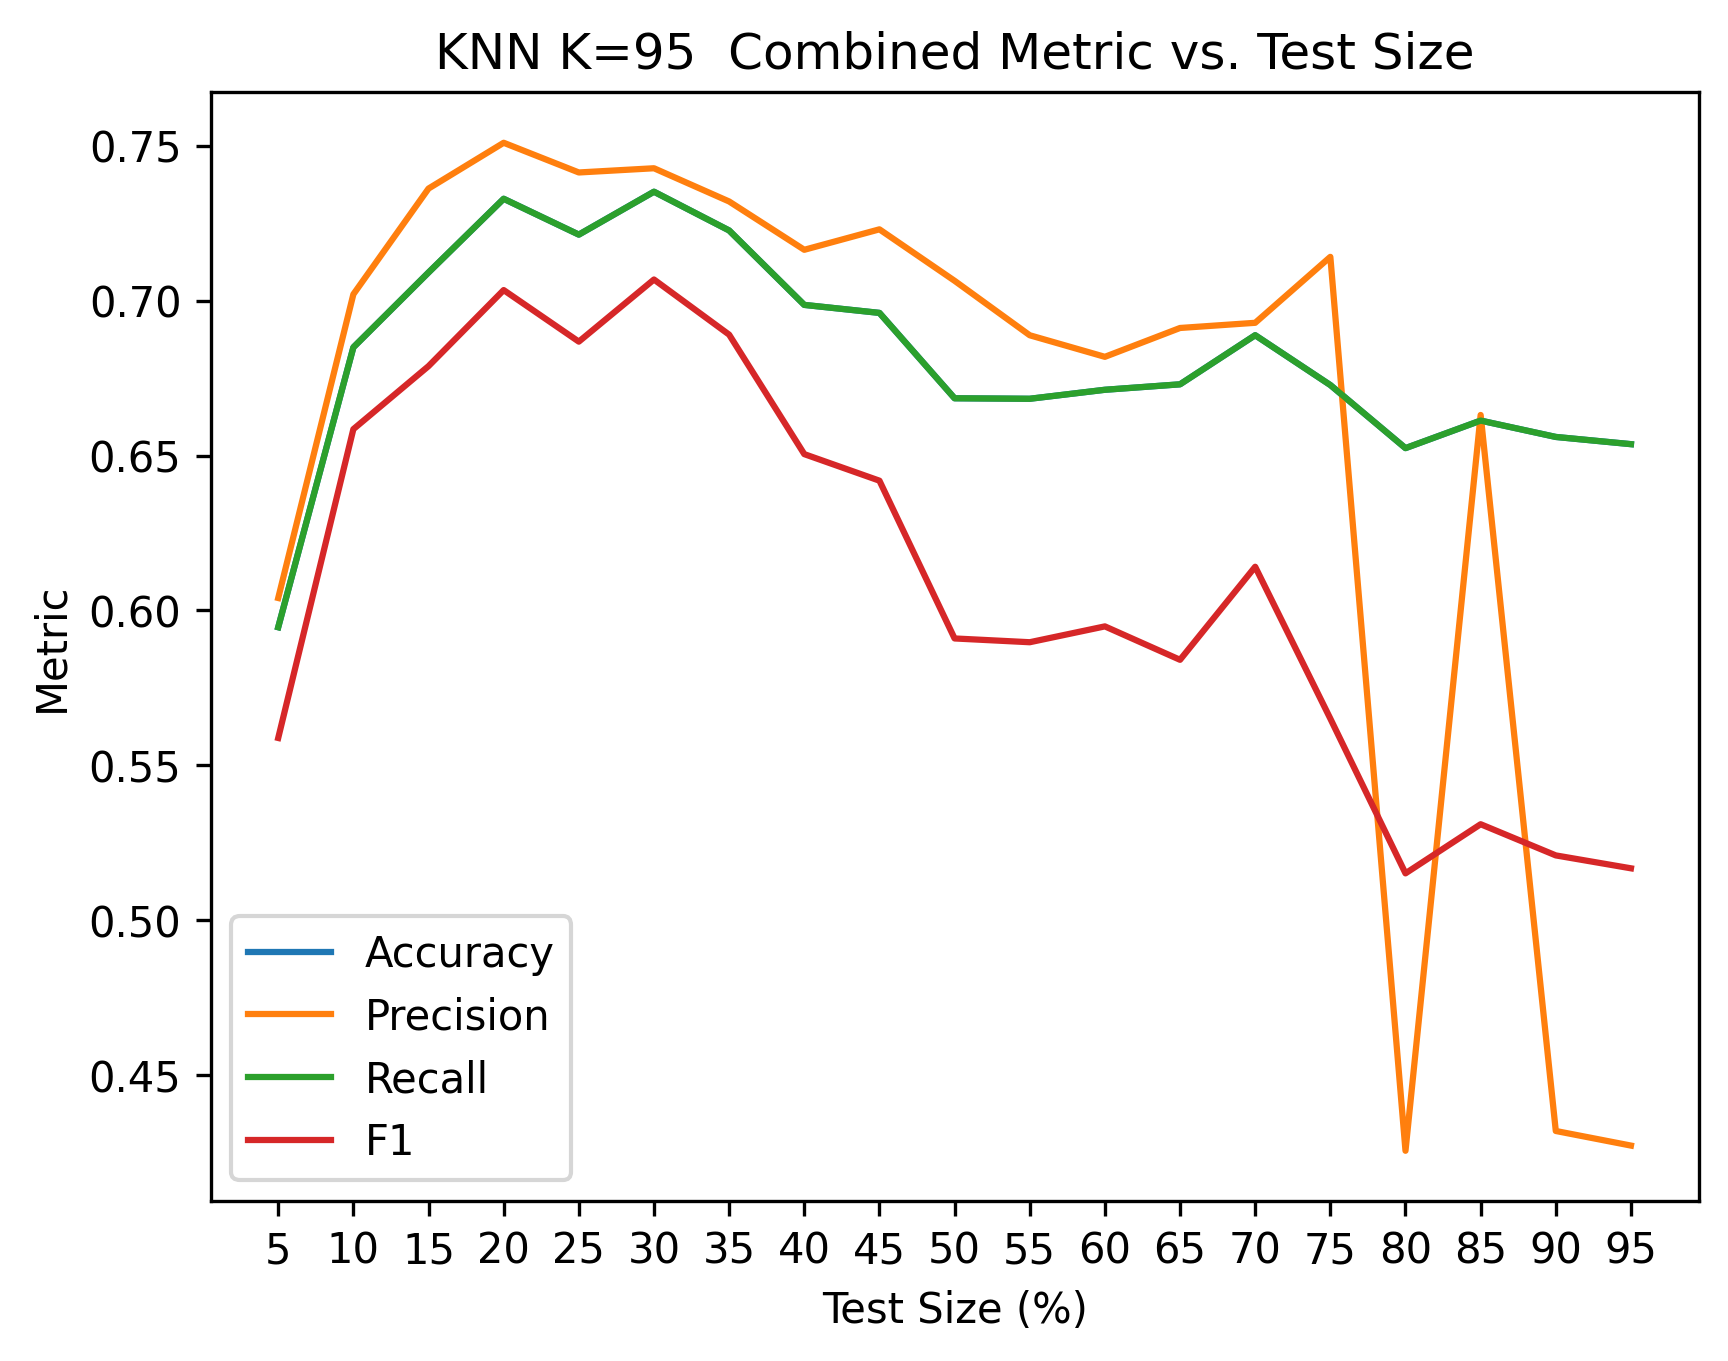 KNN K=95  Combined Metric vs. Test Size
0.75
0.70
0.65
0.60
0.55
0.50
0.45
Metric
Accuracy
Precision
Recall
F1
5 10 15 20 25 30 35 40 45 50 55 60 65 70 75 80 85 90 95
Test Size (%)